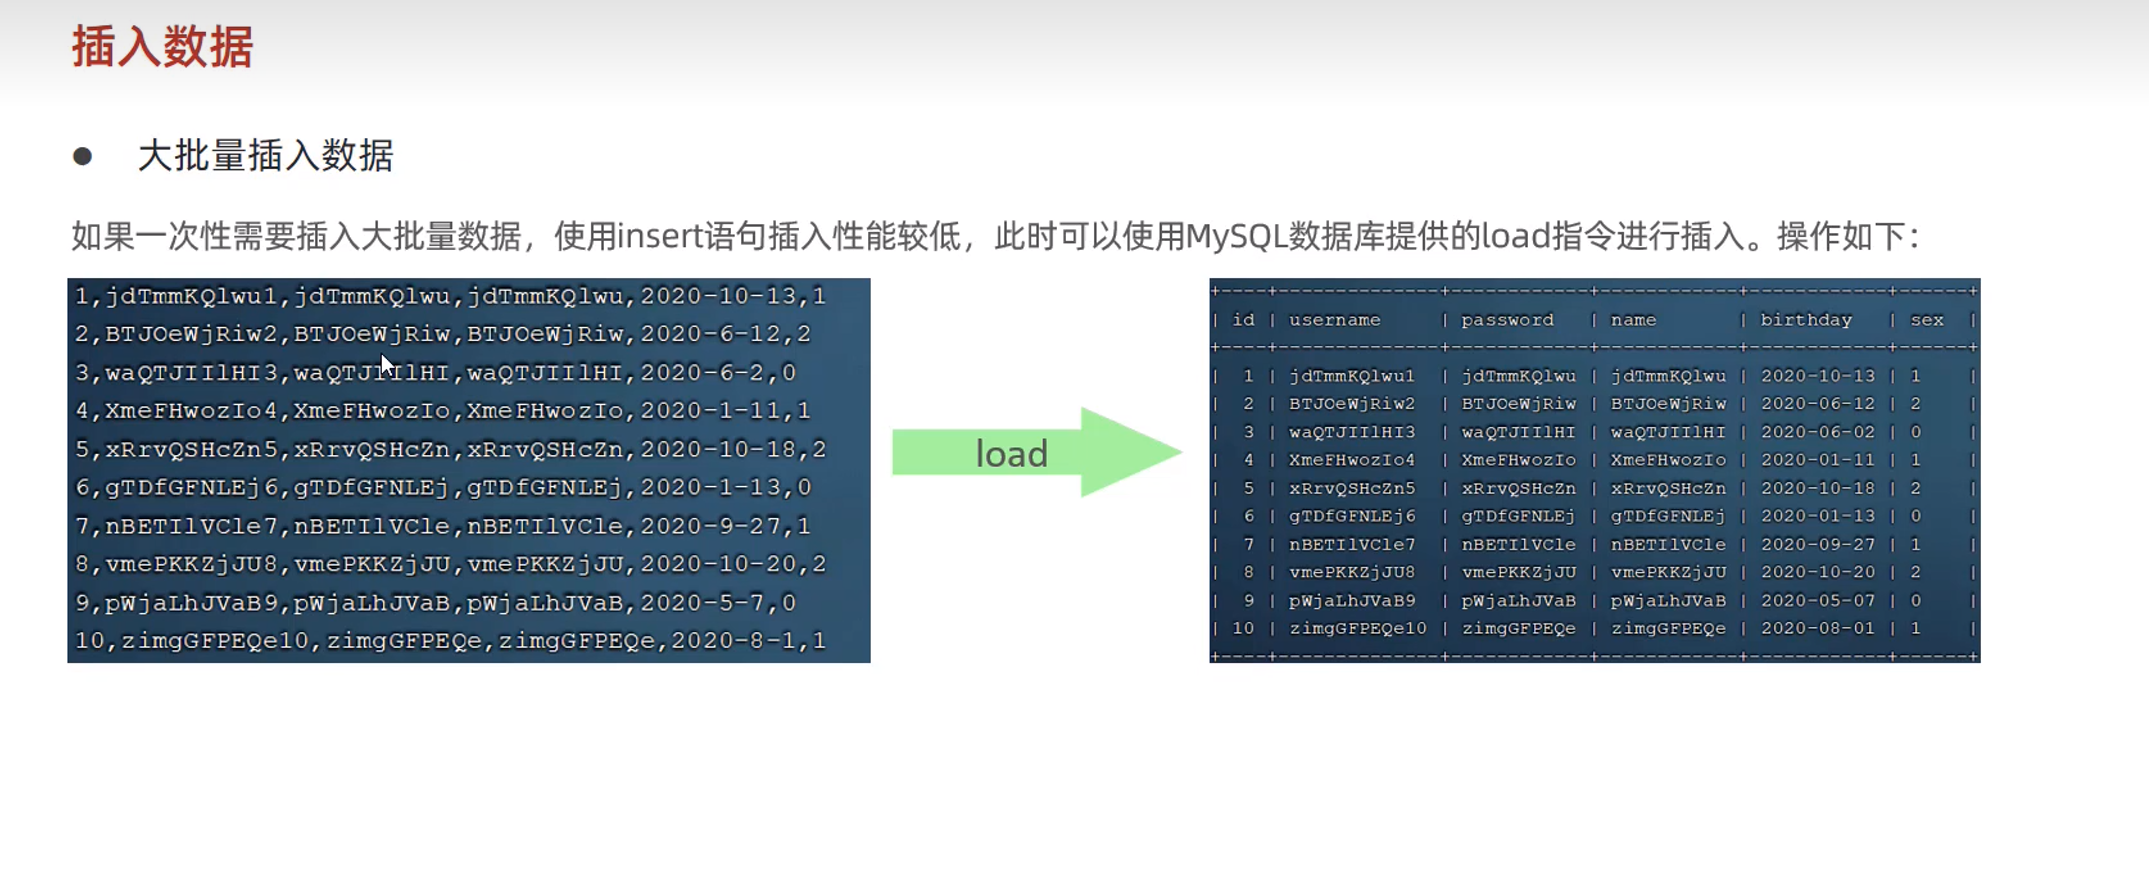 插入数据
● 大批量插入数据
如果一次性需要插入大批量数据，使用insert语句插入性能较低，此时可以使用MySQL数据库提供的load指令进行插入。操作如下：
1,jdTmmKQlwu1,jdTmmKQlwu,jdTmmKQlwu,2020-10-13,1
2,BTJOeWjRiw2,BTJOeWjRiw,BTJOeWjRiw,2020-6-12,2
3,waQTJIIlHI3,waQTJIIlHI,waQTJIIlHI,2020-6-2,0
4,XmeFHwozIo4,XmeFHwozIo,XmeFHwozIo,2020-1-11,1
5,xRrvQSHcZn5,xRrvQSHcZn,xRrvQSHcZn,2020-10-18,2
6,gTDfGFNLEj6,gTDfGFNLEj,gTDfGFNLEj,2020-1-13,0
7,nBETIlVCle7,nBETIlVCle,nBETIlVCle,2020-9-27,1
8,vmePKKZjJU8,vmePKKZjJU,vmePKKZjJU,2020-10-20,2
9,pWjaLhJVaB9,pWjaLhJVaB,pWjaLhJVaB,2020-5-7,0
10,zimgGFPEQe10,zimgGFPEQe,zimgGFPEQe,2020-8-1,1
load
| id | username | password | name | birthday | sex |
| 1 | jdTmmKQlwu1 | jdTmmKQlwu | jdTmmKQlwu | 2020-10-13 | 1 |
| 2 | BTJOeWjRiw2 | BTJOeWjRiw | BTJOeWjRiw | 2020-06-12 | 2 |
| 3 | waQTJIIlHI3 | waQTJIIlHI | waQTJIIlHI | 2020-06-02 | 0 |
| 4 | XmeFHwozIo4 | XmeFHwozIo | XmeFHwozIo | 2020-01-11 | 1 |
| 5 | xRrvQSHcZn5 | xRrvQSHcZn | xRrvQSHcZn | 2020-10-18 | 2 |
| 6 | gTDfGFNLEj6 | gTDfGFNLEj | gTDfGFNLEj | 2020-01-13 | 0 |
| 7 | nBETIlVCle7 | nBETIlVCle | nBETIlVCle | 2020-09-27 | 1 |
| 8 | vmePKKZjJU8 | vmePKKZjJU | vmePKKZjJU | 2020-10-20 | 2 |
| 9 | pWjaLhJVaB9 | pWjaLhJVaB | pWjaLhJVaB | 2020-05-07 | 0 |
| 10 | zimgGFPEQe10 | zimgGFPEQe | zimgGFPEQe | 2020-08-01 | 1 |